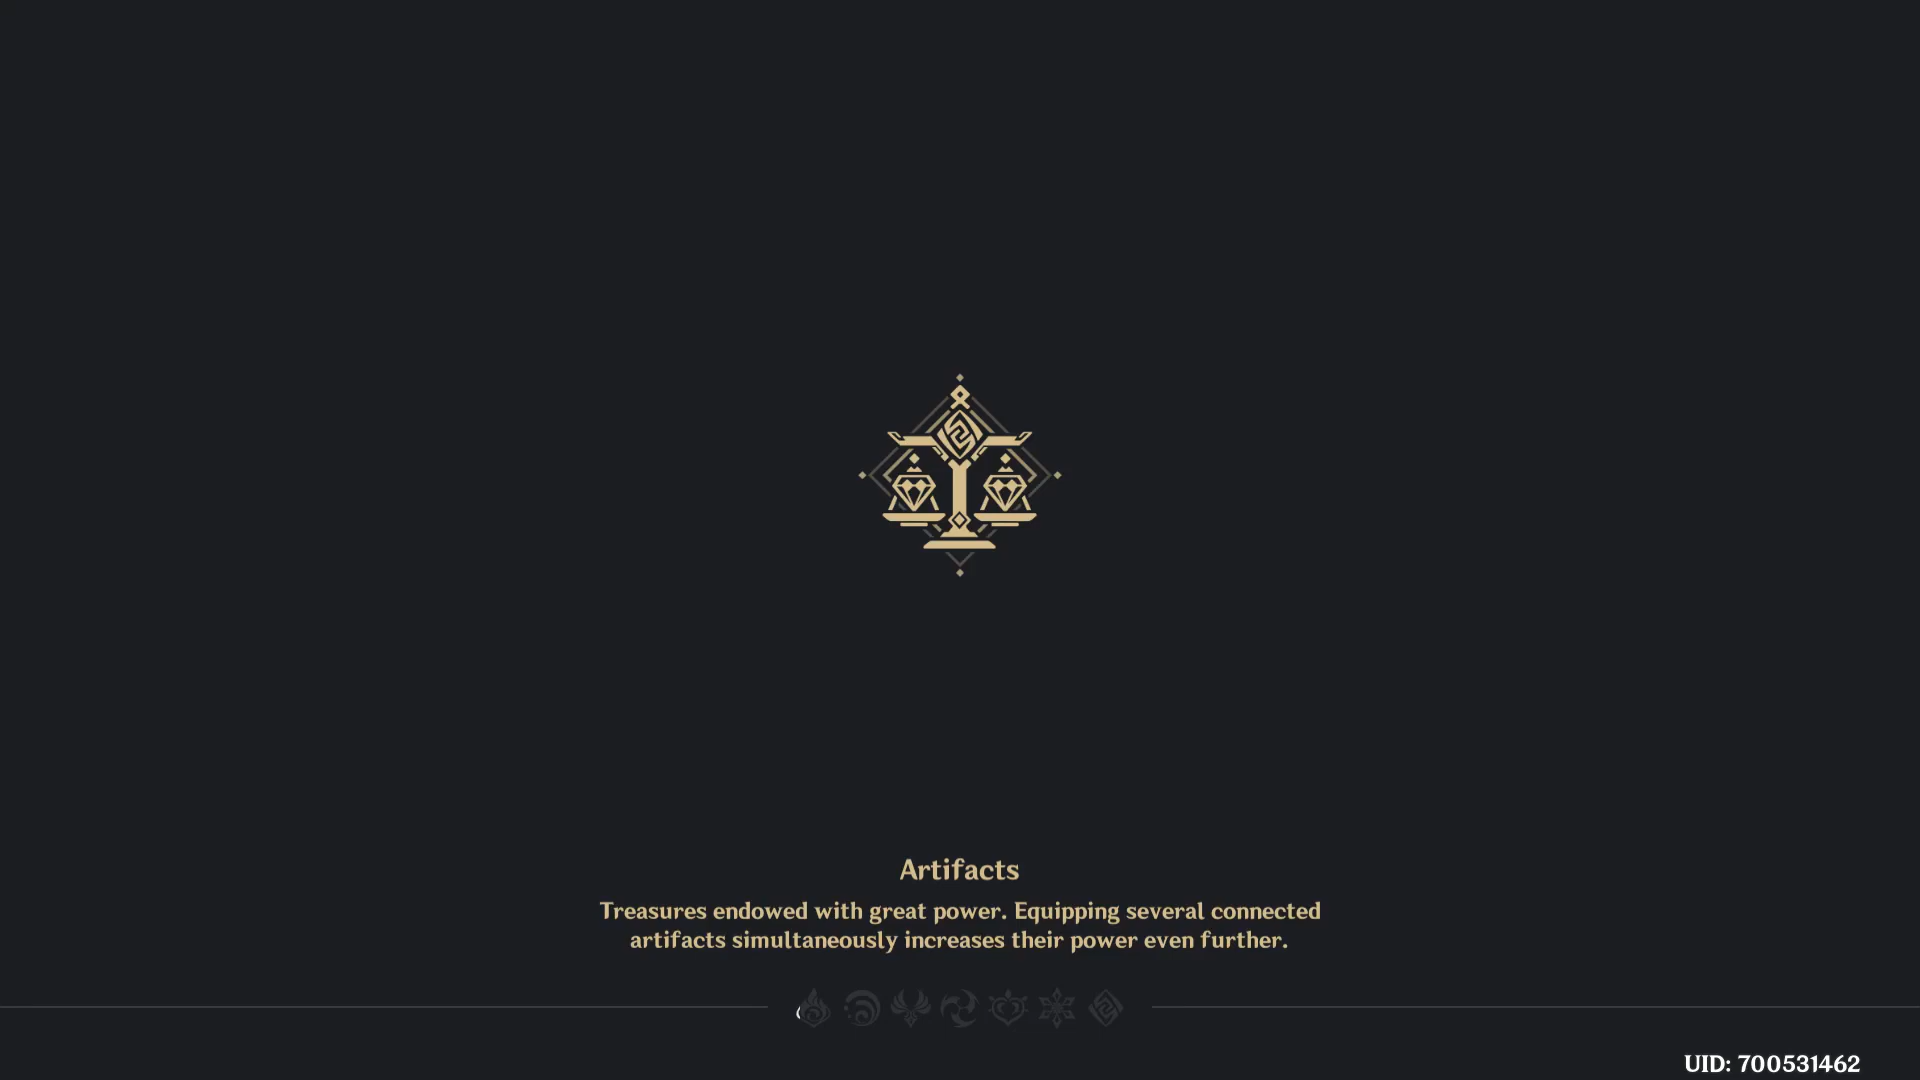 Artifacts
Treasures endowed with great power. Equipping several connected
artifacts simultaneously increases their power even further.
UID: 700531462